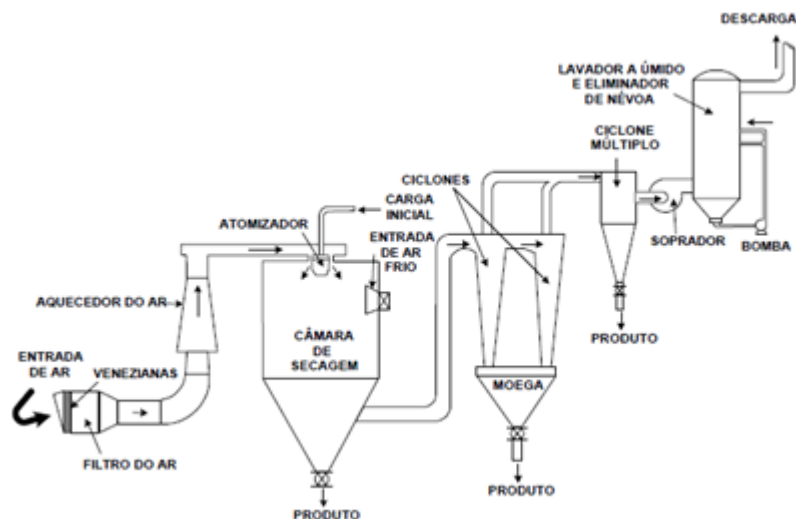 DESCARGA
LAVADOR A ÚMIDO
E ELIMINADOR
DE NÉVOA
CICLONE
MÚLTIPLO
CICLONES
CARGA
INICIAL
ATOMIZADOR
ENTRADA
DE AR
FRIO
SOPRADOR
BOMBA
AQUECEDOR DO AR
CÂMARA
DE
SECAGEM
PRODUTO
ENTRADA
DE AR
VENEZIANAS
MOEGA
FILTRO DO AR
PRODUTO
PRODUTO